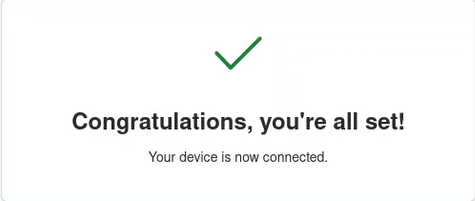 Congratulations, you're all set!
Your device is now connected.